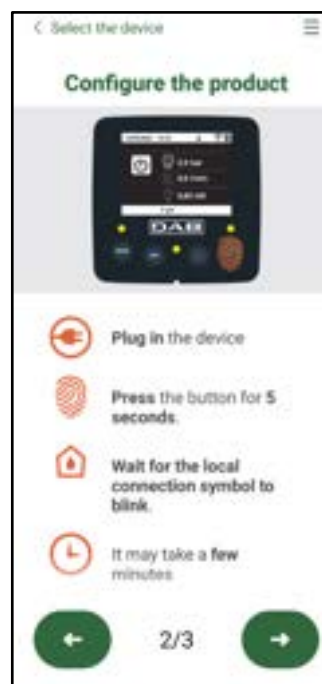 < Select the device
Configure the product
DAB
Plug in the device
Press the button for 5
seconds.
Wait for the local
connection symbol to
blink.
It may take a few
minutes
2/3